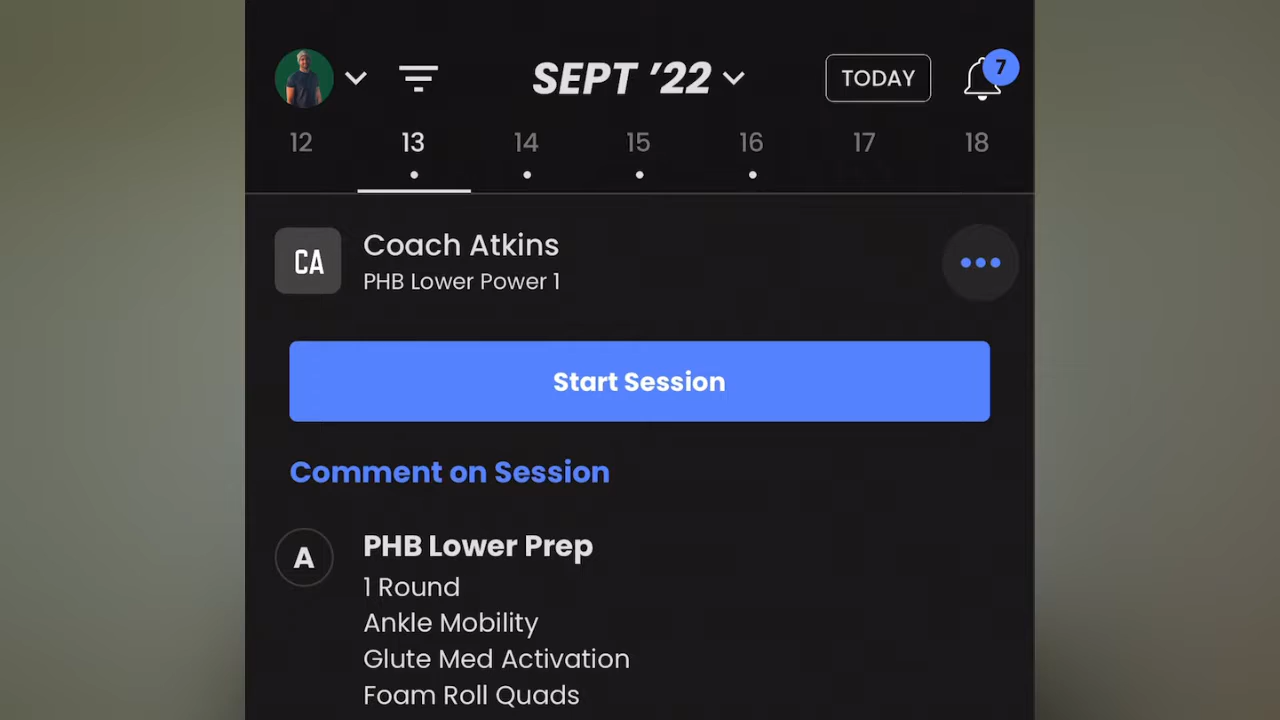 SEPT ’22
TODAY
7
12 13 14 15 16 17 18
CA
Coach Atkins
PHB Lower Power 1
Start Session
Comment on Session
A
PHB Lower Prep
1 Round
Ankle Mobility
Glute Med Activation
Foam Roll Quads